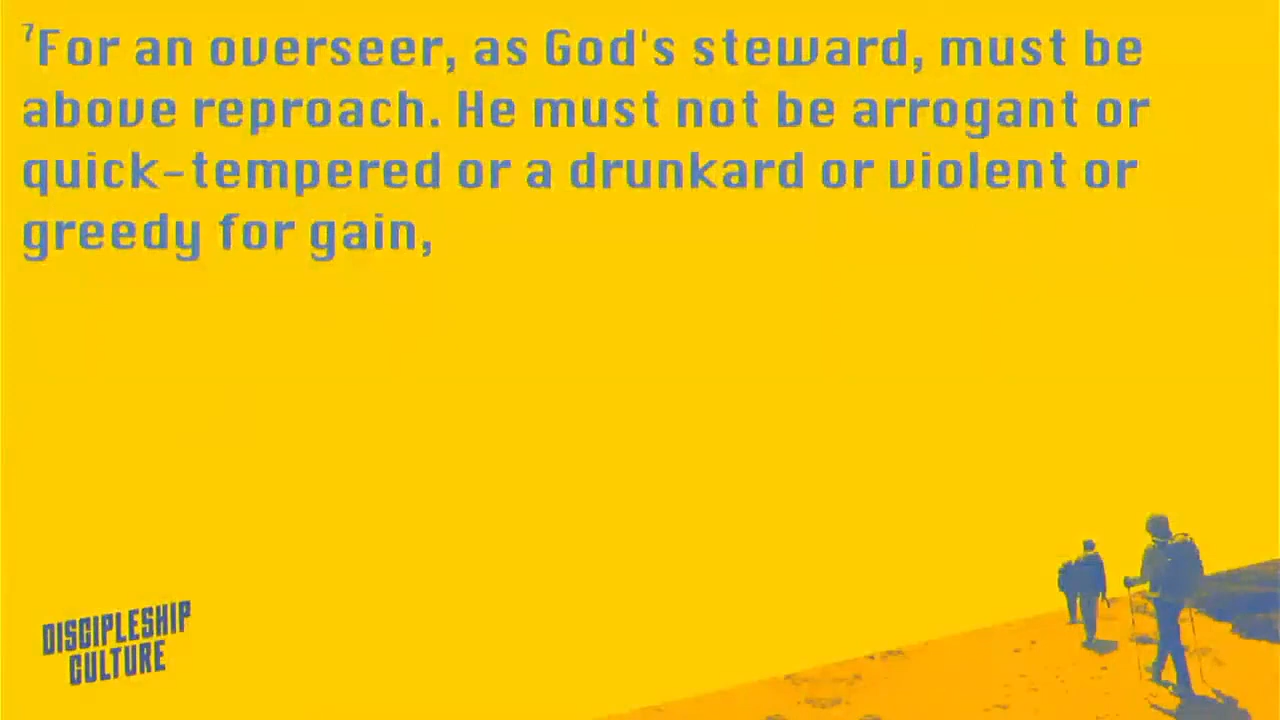 ⁷For an overseer, as God's steward, must be
above reproach. He must not be arrogant or
quick-tempered or a drunkard or violent or
greedy for gain,
DISCIPLESHIP
CULTURE